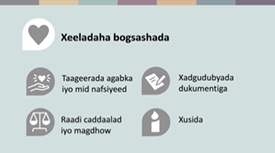 Xeeladaha bogsashada
Taageerada agabka
iyo mid nafsiyeed
Xadgudubyada
dukumentiga
Raadi caddaalad
iyo magdhow
Xusida